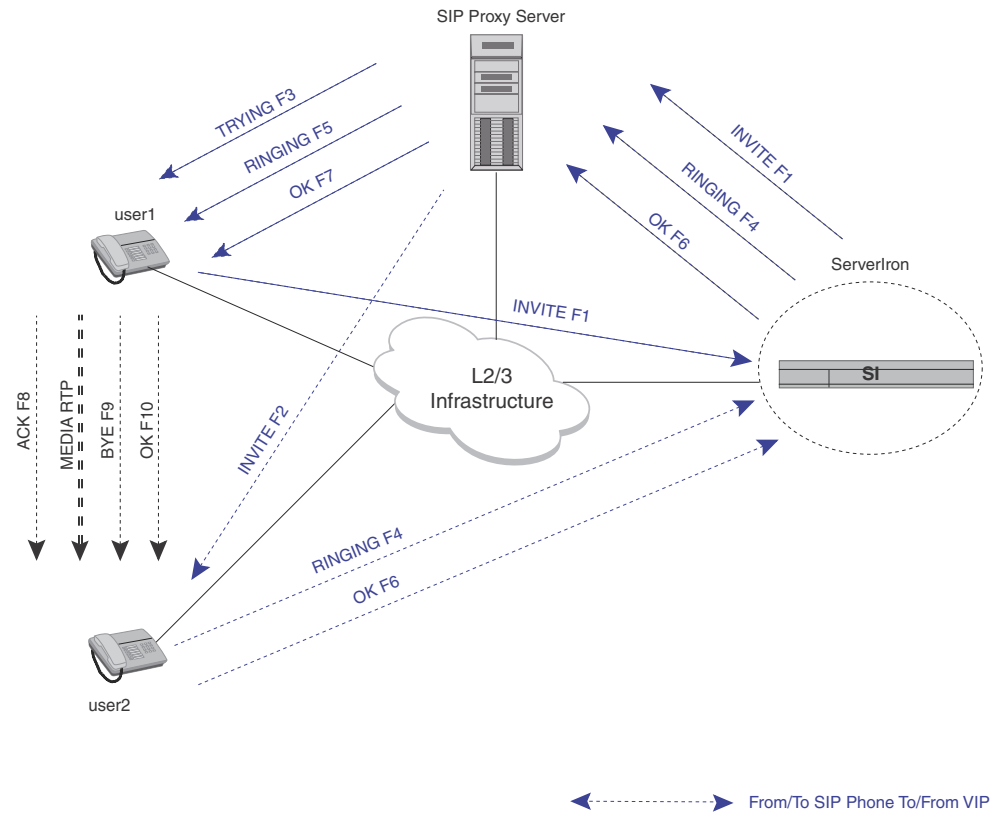 SIP Proxy Server
TRYING F3
RINGING F5
OK F7
INVITE F1
RINGING F4
OK F6
user1
ServerIron
INVITE F1
SI
L2/3
Infrastructure
ACK F8
MEDIA RTP
BYE F9
OK F10
INVITE F2
RINGING F4
OK F6
user2
From/To SIP Phone To/From VIP